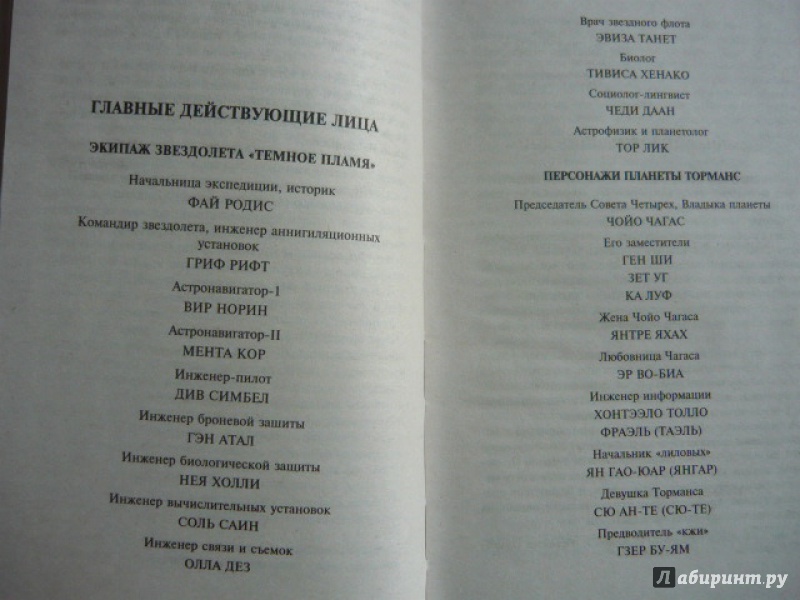 ГЛАВНЫЕ ДЕЙСТВУЮЩИЕ ЛИЦА
ЭКИПАЖ ЗВЕЗДОЛЕТА «ТЕМНОЕ ПЛАМЯ»
Начальница экспедиции, историк
ФАЙ РОДИС
Командир звездолета, инженер аннигиляционных
установок
ГРИФ РИФТ
Астронавигатор-I
ВИР НОРИН
Астронавигатор-II
МЕНТА КОР
Инженер-пилот
ДИВ СИМБЕЛ
Инженер броневой защиты
ГЭН АТАЛ
Инженер биологической защиты
НЕЯ ХОЛЛИ
Инженер вычислительных установок
СОЛЬ САИН
Инженер связи и съемок
ОЛЛА ДЕЗ
Врач звездного флота
ЭВИЗА ТАНЕТ
Биолог
ТИВИСА ХЕНАКО
Социолог-лингвист
ЧЕДИ ДААН
Астрофизик и планетолог
ТОР ЛИК
ПЕРСОНАЖИ ПЛАНЕТЫ ТОРМАНС
Председатель Совета Четырех, Владыка планеты
ЧОЙО ЧАГАС
Его заместители
ГЕН ШИ
ЗЕТ УГ
КА ЛУФ
Жена Чойо Чагаса
ЯНТРЕ ЯХАХ
Любовница Чагаса
ЭР ВО-БИА
Инженер информации
ХОНТЭЭЛО ТОЛЛО
ФРАЭЛЬ (ТАЭЛЬ)
Начальник «лиловых»
ЯН ГАО-ЮАР (ЯНГАР)
Девушка Торманса
СЮ АН-ТЕ (СЮ-ТЕ)
Предводитель «кжи»
ГЗЕР БУ-ЯМ
Лабиринт.ру